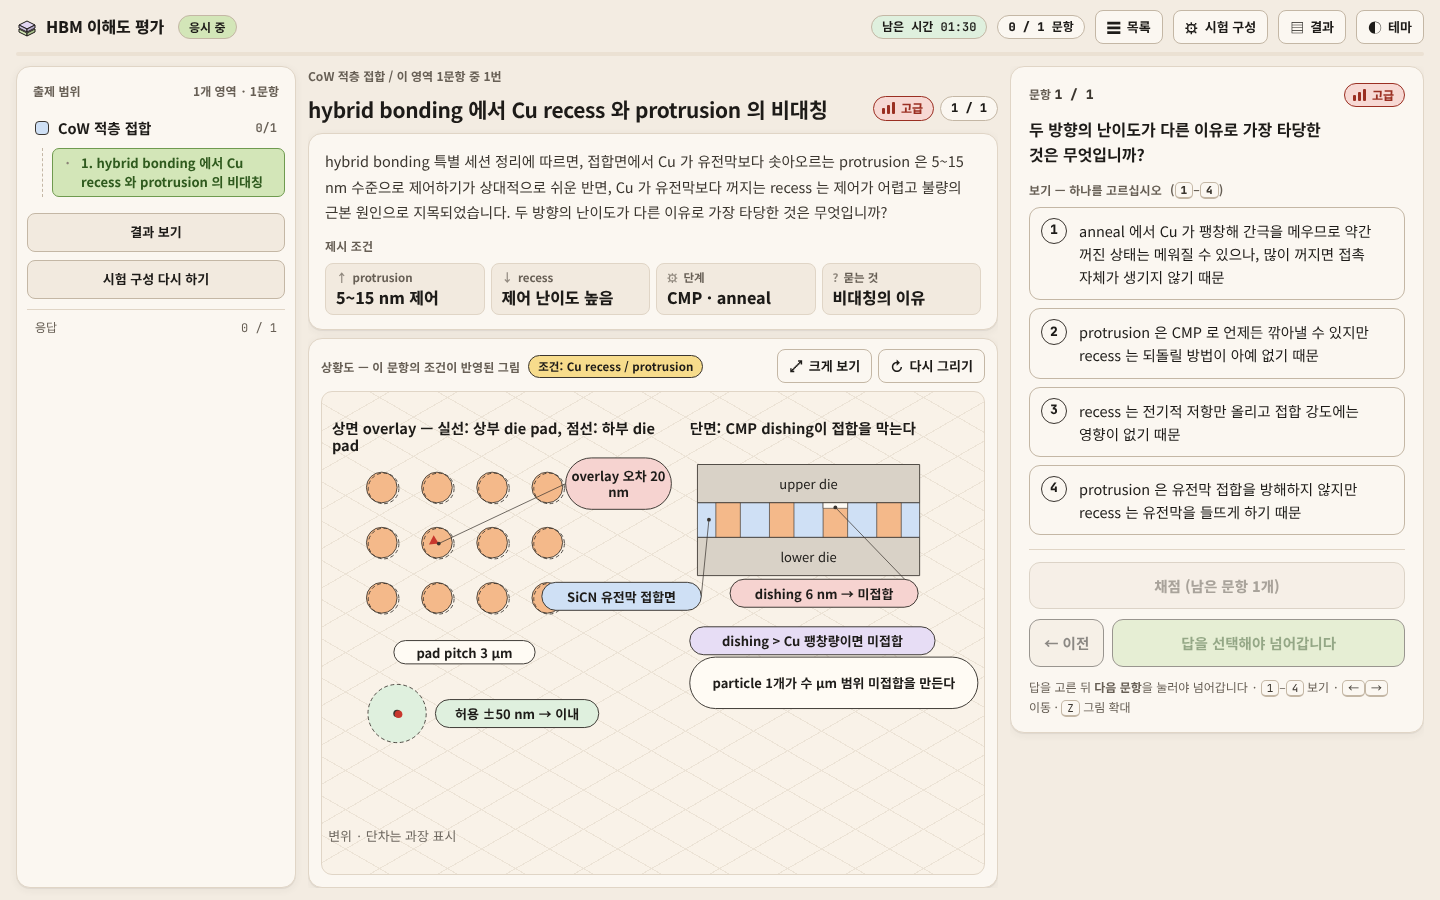 HBM 이해도 평가
응시 중
남은 시간 01:30
0 / 1 문항
목록
시험 구성
결과
테마
출제 범위
1개 영역 · 1문항
CoW 적층 접합
0/1
· 1. hybrid bonding 에서 Cu
recess 와 protrusion 의 비대칭
결과 보기
시험 구성 다시 하기
응답
0 / 1
CoW 적층 접합 / 이 영역 1문항 중 1번
hybrid bonding 에서 Cu recess 와 protrusion 의 비대칭
고급
1 / 1
hybrid bonding 특별 세션 정리에 따르면, 접합면에서 Cu 가 유전막보다 솟아오르는 protrusion 은 5~15
nm 수준으로 제어하기가 상대적으로 쉬운 반면, Cu 가 유전막보다 꺼지는 recess 는 제어가 어렵고 불량의
근본 원인으로 지목되었습니다. 두 방향의 난이도가 다른 이유로 가장 타당한 것은 무엇입니까?
제시 조건
↑ protrusion
5~15 nm 제어
↓ recess
제어 난이도 높음
단계
CMP · anneal
? 묻는 것
비대칭의 이유
상황도 — 이 문항의 조건이 반영된 그림
조건: Cu recess / protrusion
크게 보기
다시 그리기
상면 overlay — 실선: 상부 die pad, 점선: 하부 die
pad
단면: CMP dishing이 접합을 막는다
overlay 오차 20
nm
upper die
lower die
SiCN 유전막 접합면
dishing 6 nm → 미접합
dishing > Cu 팽창량이면 미접합
pad pitch 3 μm
particle 1개가 수 μm 범위 미접합을 만든다
허용 ±50 nm → 이내
변위 · 단차는 과장 표시
문항 1 / 1
고급
두 방향의 난이도가 다른 이유로 가장 타당한
것은 무엇입니까?
보기 — 하나를 고르십시오 (1–4)
1
anneal 에서 Cu 가 팽창해 간극을 메우므로 약간
꺼진 상태는 메워질 수 있으나, 많이 꺼지면 접촉
자체가 생기지 않기 때문
2
protrusion 은 CMP 로 언제든 깎아낼 수 있지만
recess 는 되돌릴 방법이 아예 없기 때문
3
recess 는 전기적 저항만 올리고 접합 강도에는
영향이 없기 때문
4
protrusion 은 유전막 접합을 방해하지 않지만
recess 는 유전막을 들뜨게 하기 때문
채점 (남은 문항 1개)
← 이전
답을 선택해야 넘어갑니다
답을 고른 뒤 다음 문항을 눌러야 넘어갑니다 · 1–4 보기 · ← →
이동 · Z 그림 확대